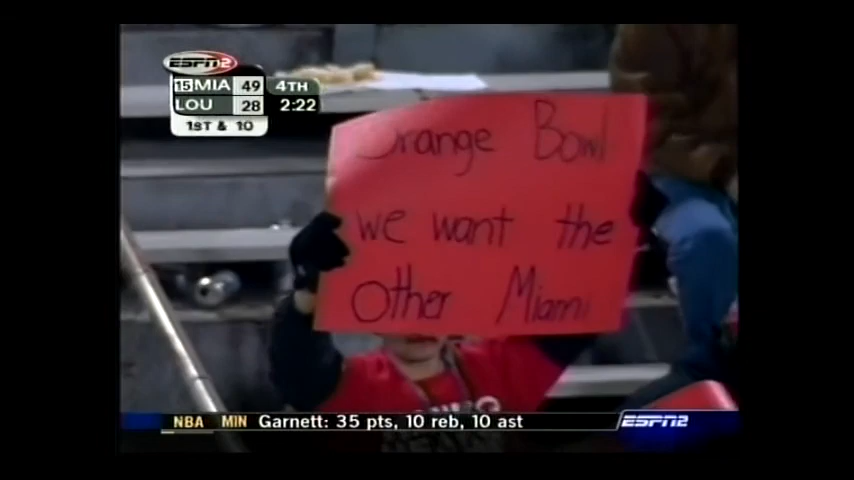 ESPN2
15 MIA 49 4TH
LOU 28 2:22
1ST & 10
Orange Bowl
we want the
Other Miami
NBA MIN Garnett: 35 pts, 10 reb, 10 ast ESPN2